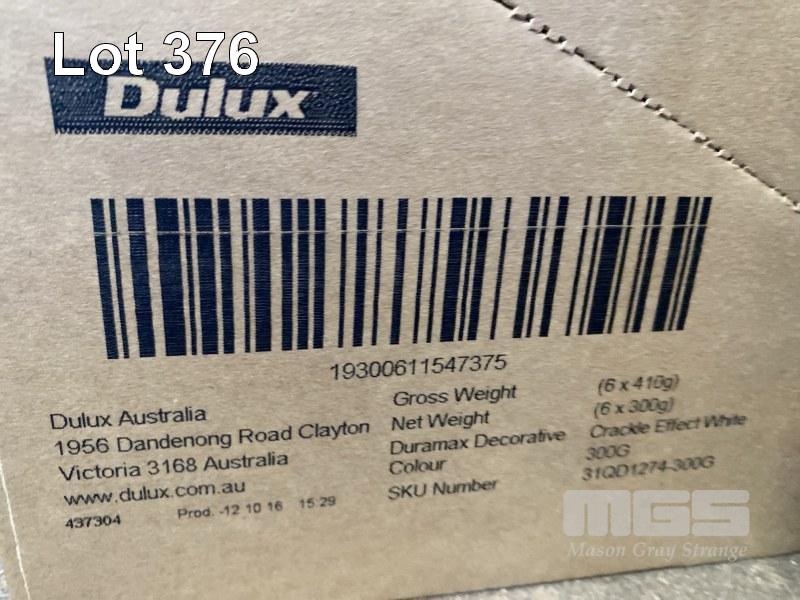 Lot 376
Dulux
19300611547375
Dulux Australia
1956 Dandenong Road Clayton
Victoria 3168 Australia
www.dulux.com.au
437304 Prod. -12 10 16 15:29
Gross Weight (6 x 410g)
Net Weight (6 x 300g)
Duramax Decorative Crackle Effect White
Colour 300G
SKU Number 31QD1274-300G
MGS
Mason Gray Strange